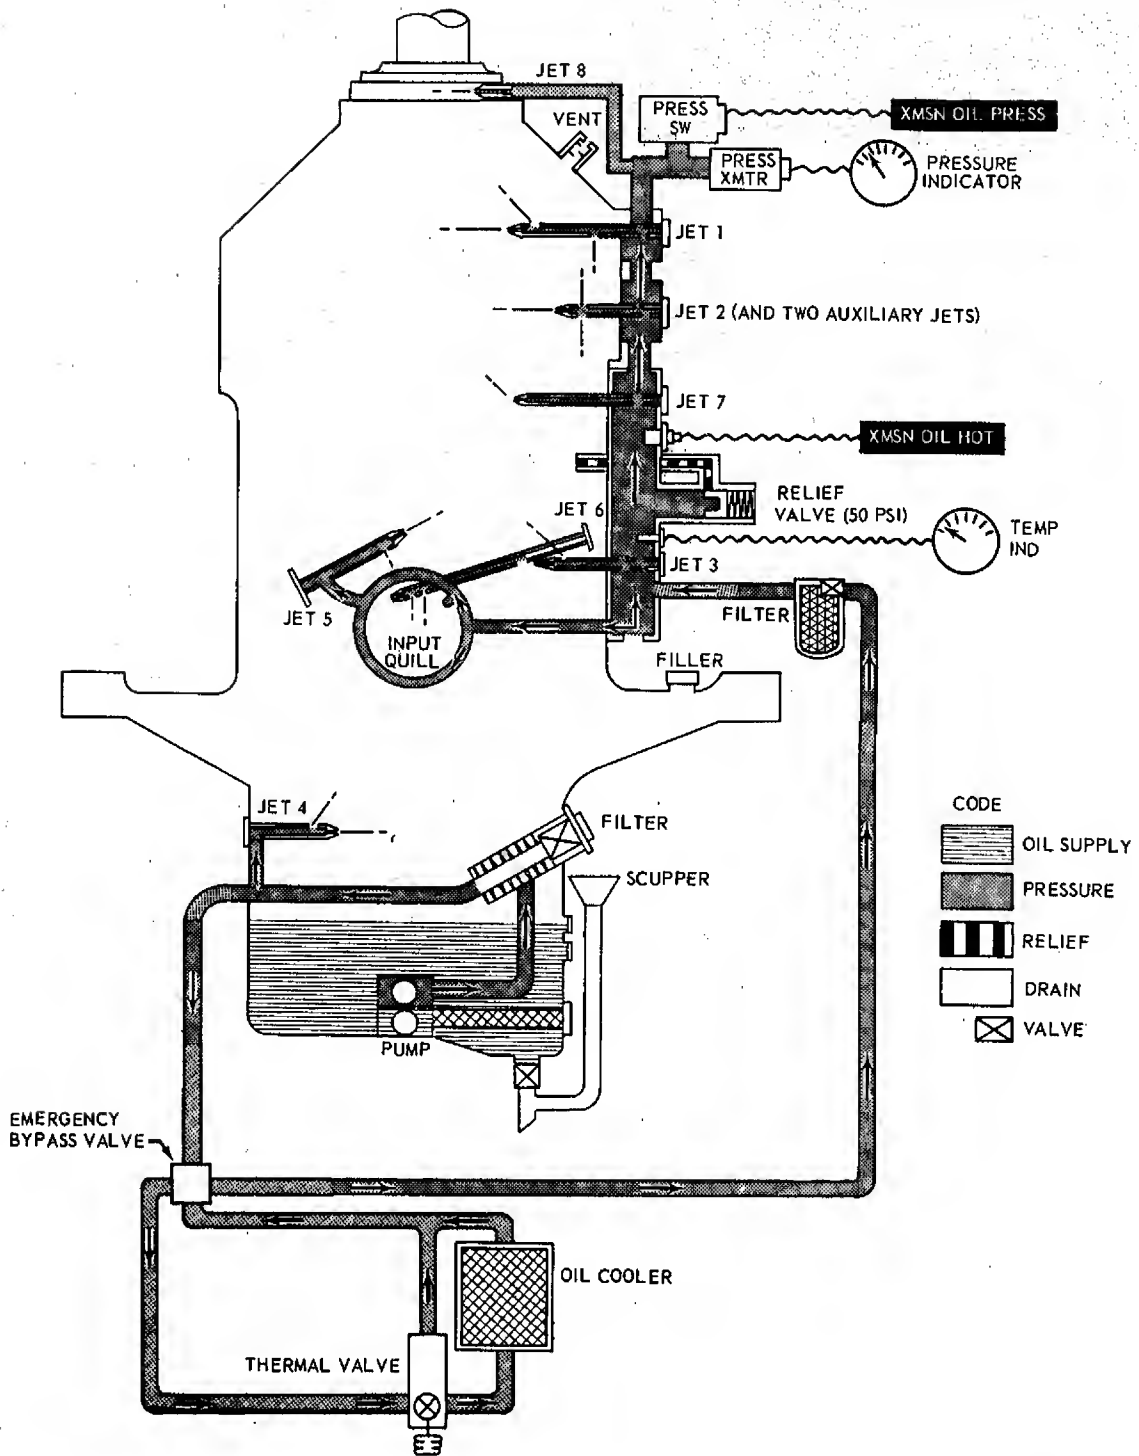 JET 8
PRESS
SW
XMSN OIL PRESS
VENT
PRESS
XMTR
PRESSURE
INDICATOR
JET 1
JET 2 (AND TWO AUXILIARY JETS)
JET 7
XMSN OIL HOT
RELIEF
VALVE (50 PSI)
JET 6
TEMP
IND
JET 3
JET 5
INPUT
QUILL
FILTER
FILLER
JET 4
FILTER
SCUPPER
CODE
OIL SUPPLY
PRESSURE
RELIEF
DRAIN
VALVE
PUMP
EMERGENCY
BYPASS VALVE
OIL COOLER
THERMAL VALVE